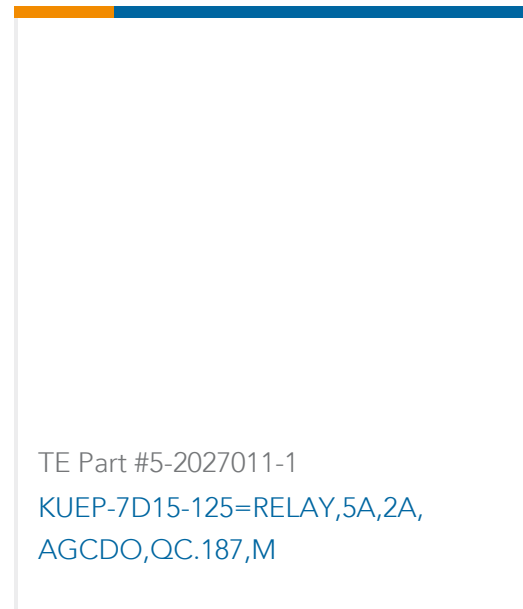 TE Part #5-2027011-1
KUEP-7D15-125=RELAY,5A,2A,
AGCDO,QC.187,M